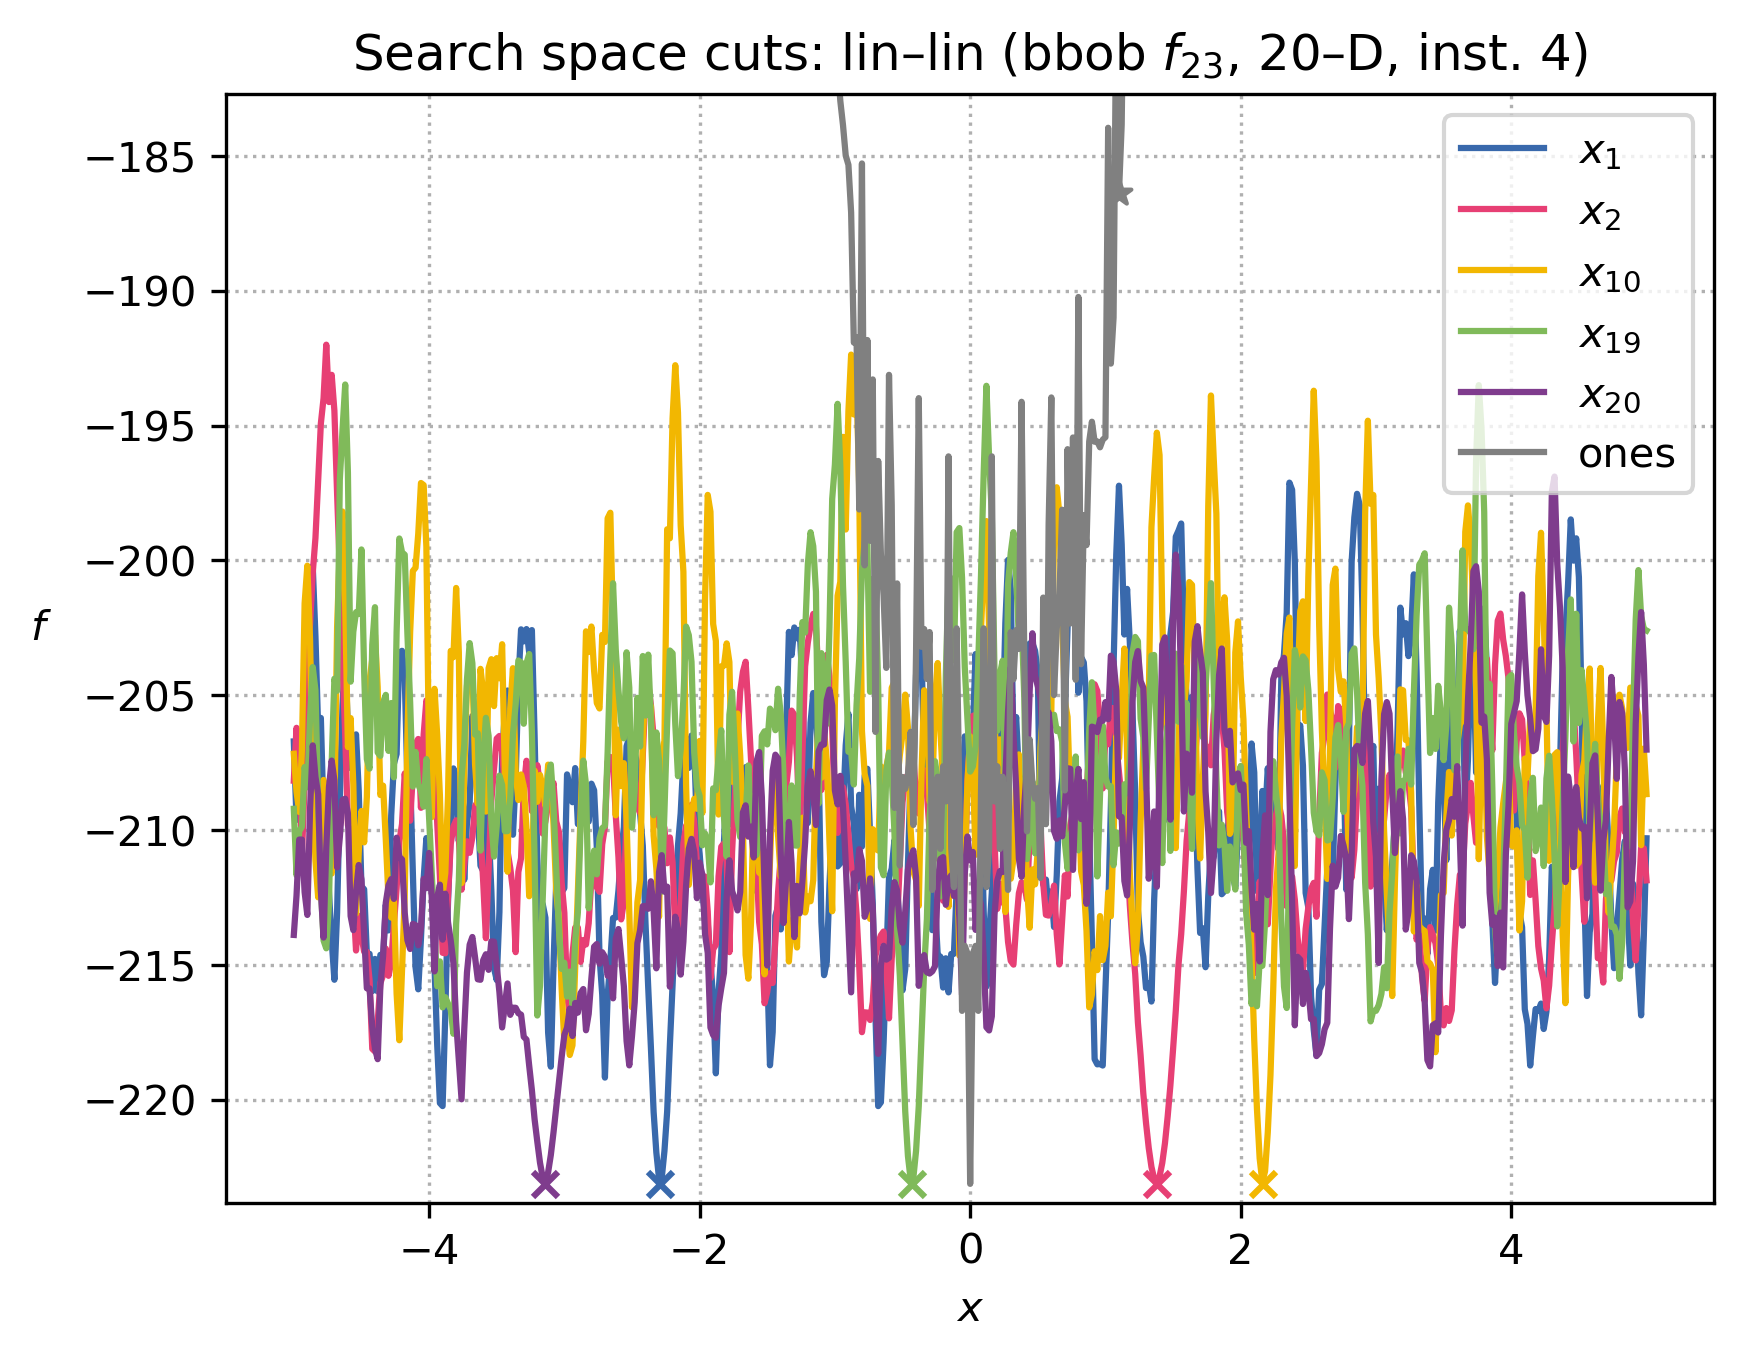 Search space cuts: lin–lin (bbob f₂₃, 20–D, inst. 4)
−185
−190
−195
−200
−205
−210
−215
−220
f
−4
−2
0
2
4
x
x₁
x₂
x₁₀
x₁₉
x₂₀
ones